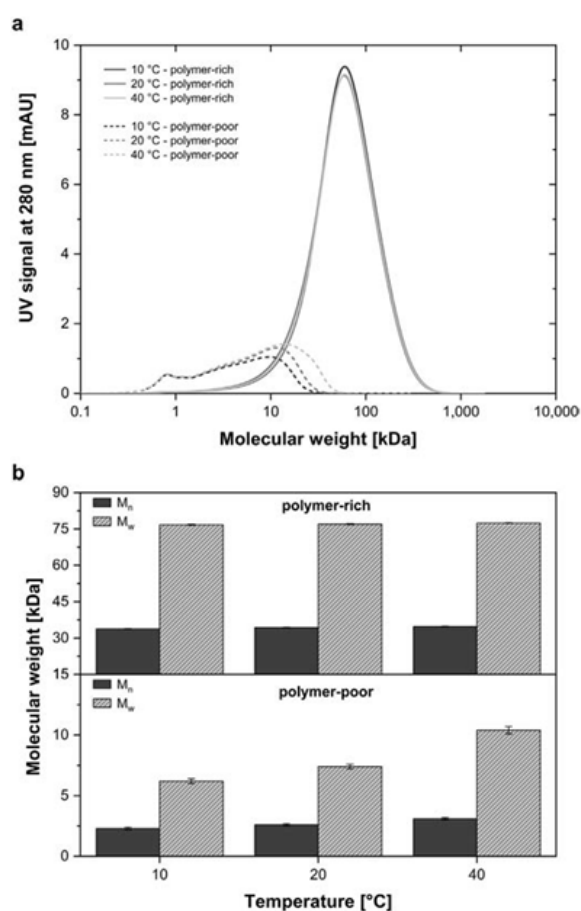 a
UV signal at 280 nm [mAU]
10
8
6
4
2
0
10 °C - polymer-rich
20 °C - polymer-rich
40 °C - polymer-rich
10 °C - polymer-poor
20 °C - polymer-poor
40 °C - polymer-poor
0.1 1 10 100 1,000 10,000
Molecular weight [kDa]
b
Molecular weight [kDa]
90
75
60
45
30
15
Mn
Mw
polymer-rich
10
5
0
Mn
Mw
polymer-poor
10 20 40
Temperature [°C]